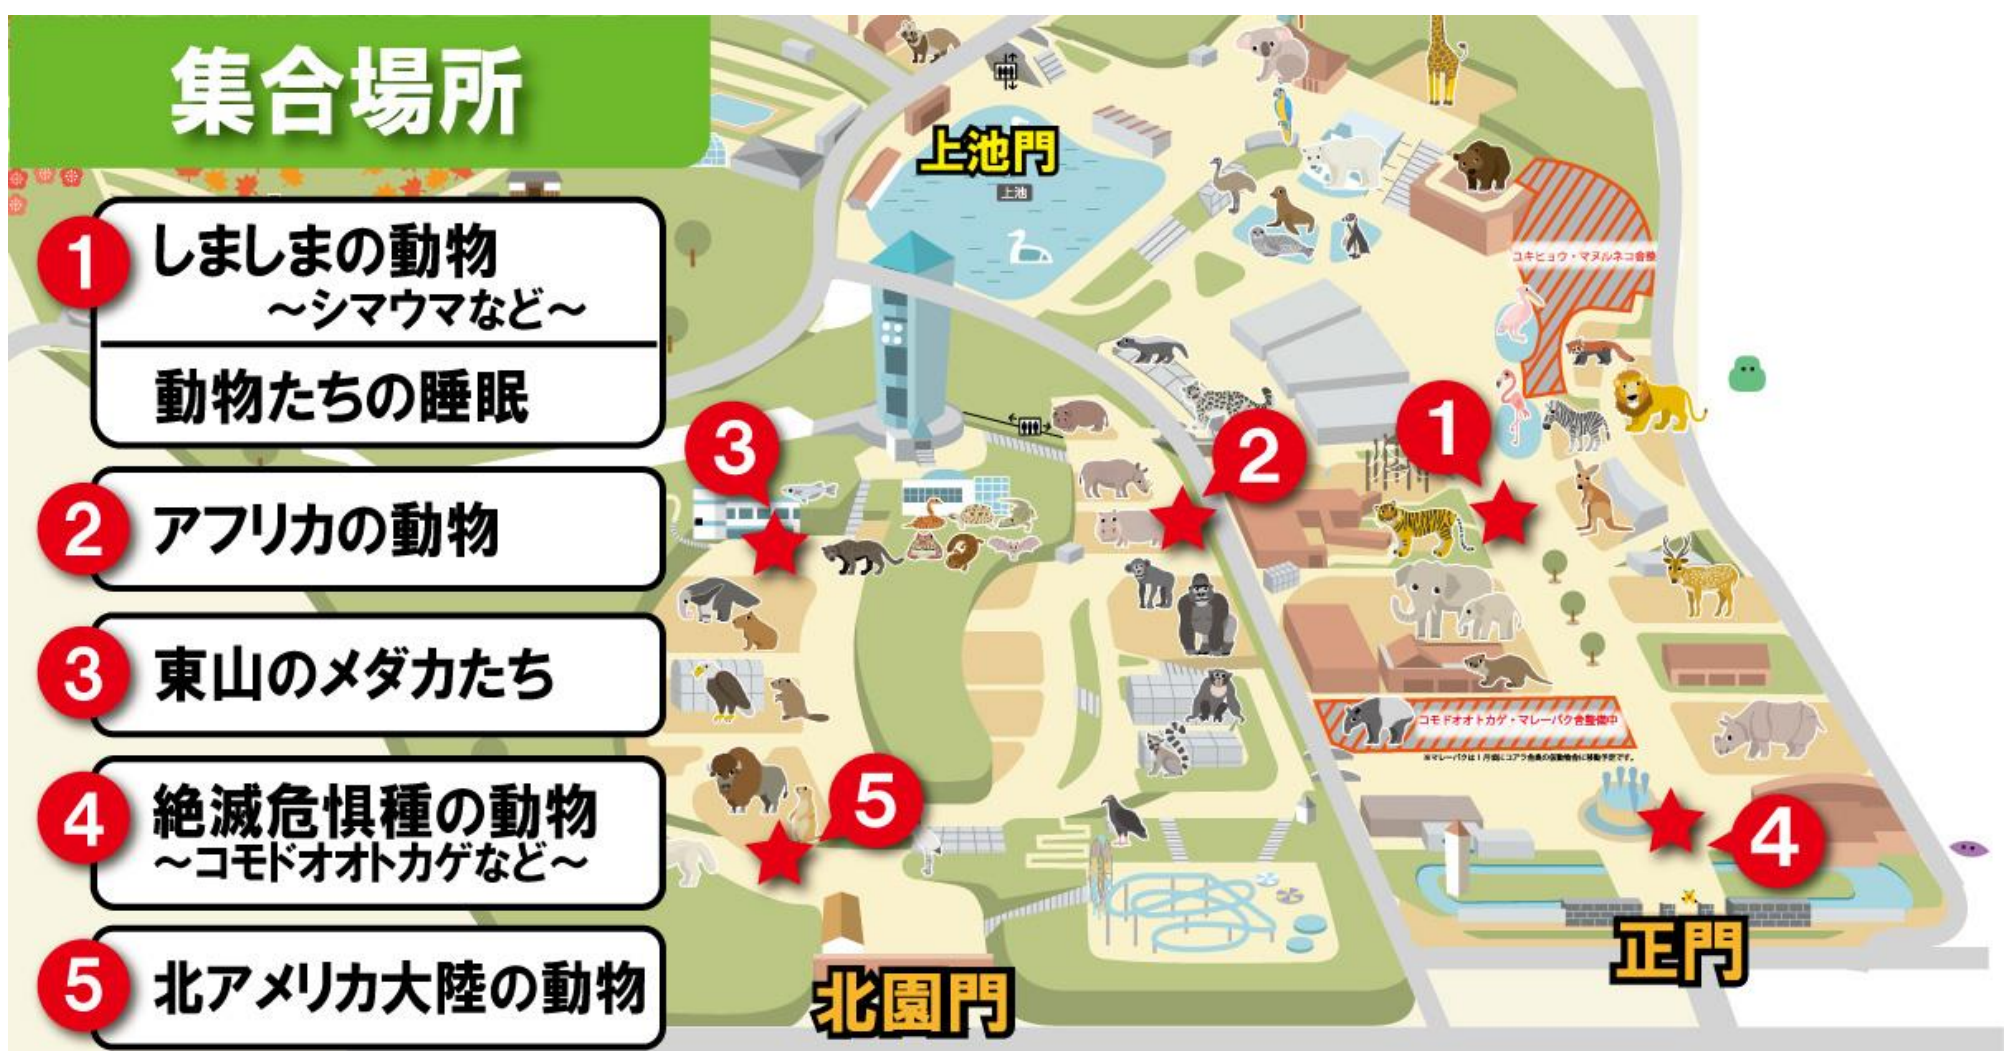 集合場所
1
しましまの動物
～シマウマなど～
動物たちの睡眠
2
アフリカの動物
3
東山のメダカたち
4
絶滅危惧種の動物
～コモドオオトカゲなど～
5
北アメリカ大陸の動物
上池門
上池
ユキヒョウ・マヌルネコ舎整
3
2
1
コモドオオトカゲ・マレーバク舎整備中
5
4
正門
北園門